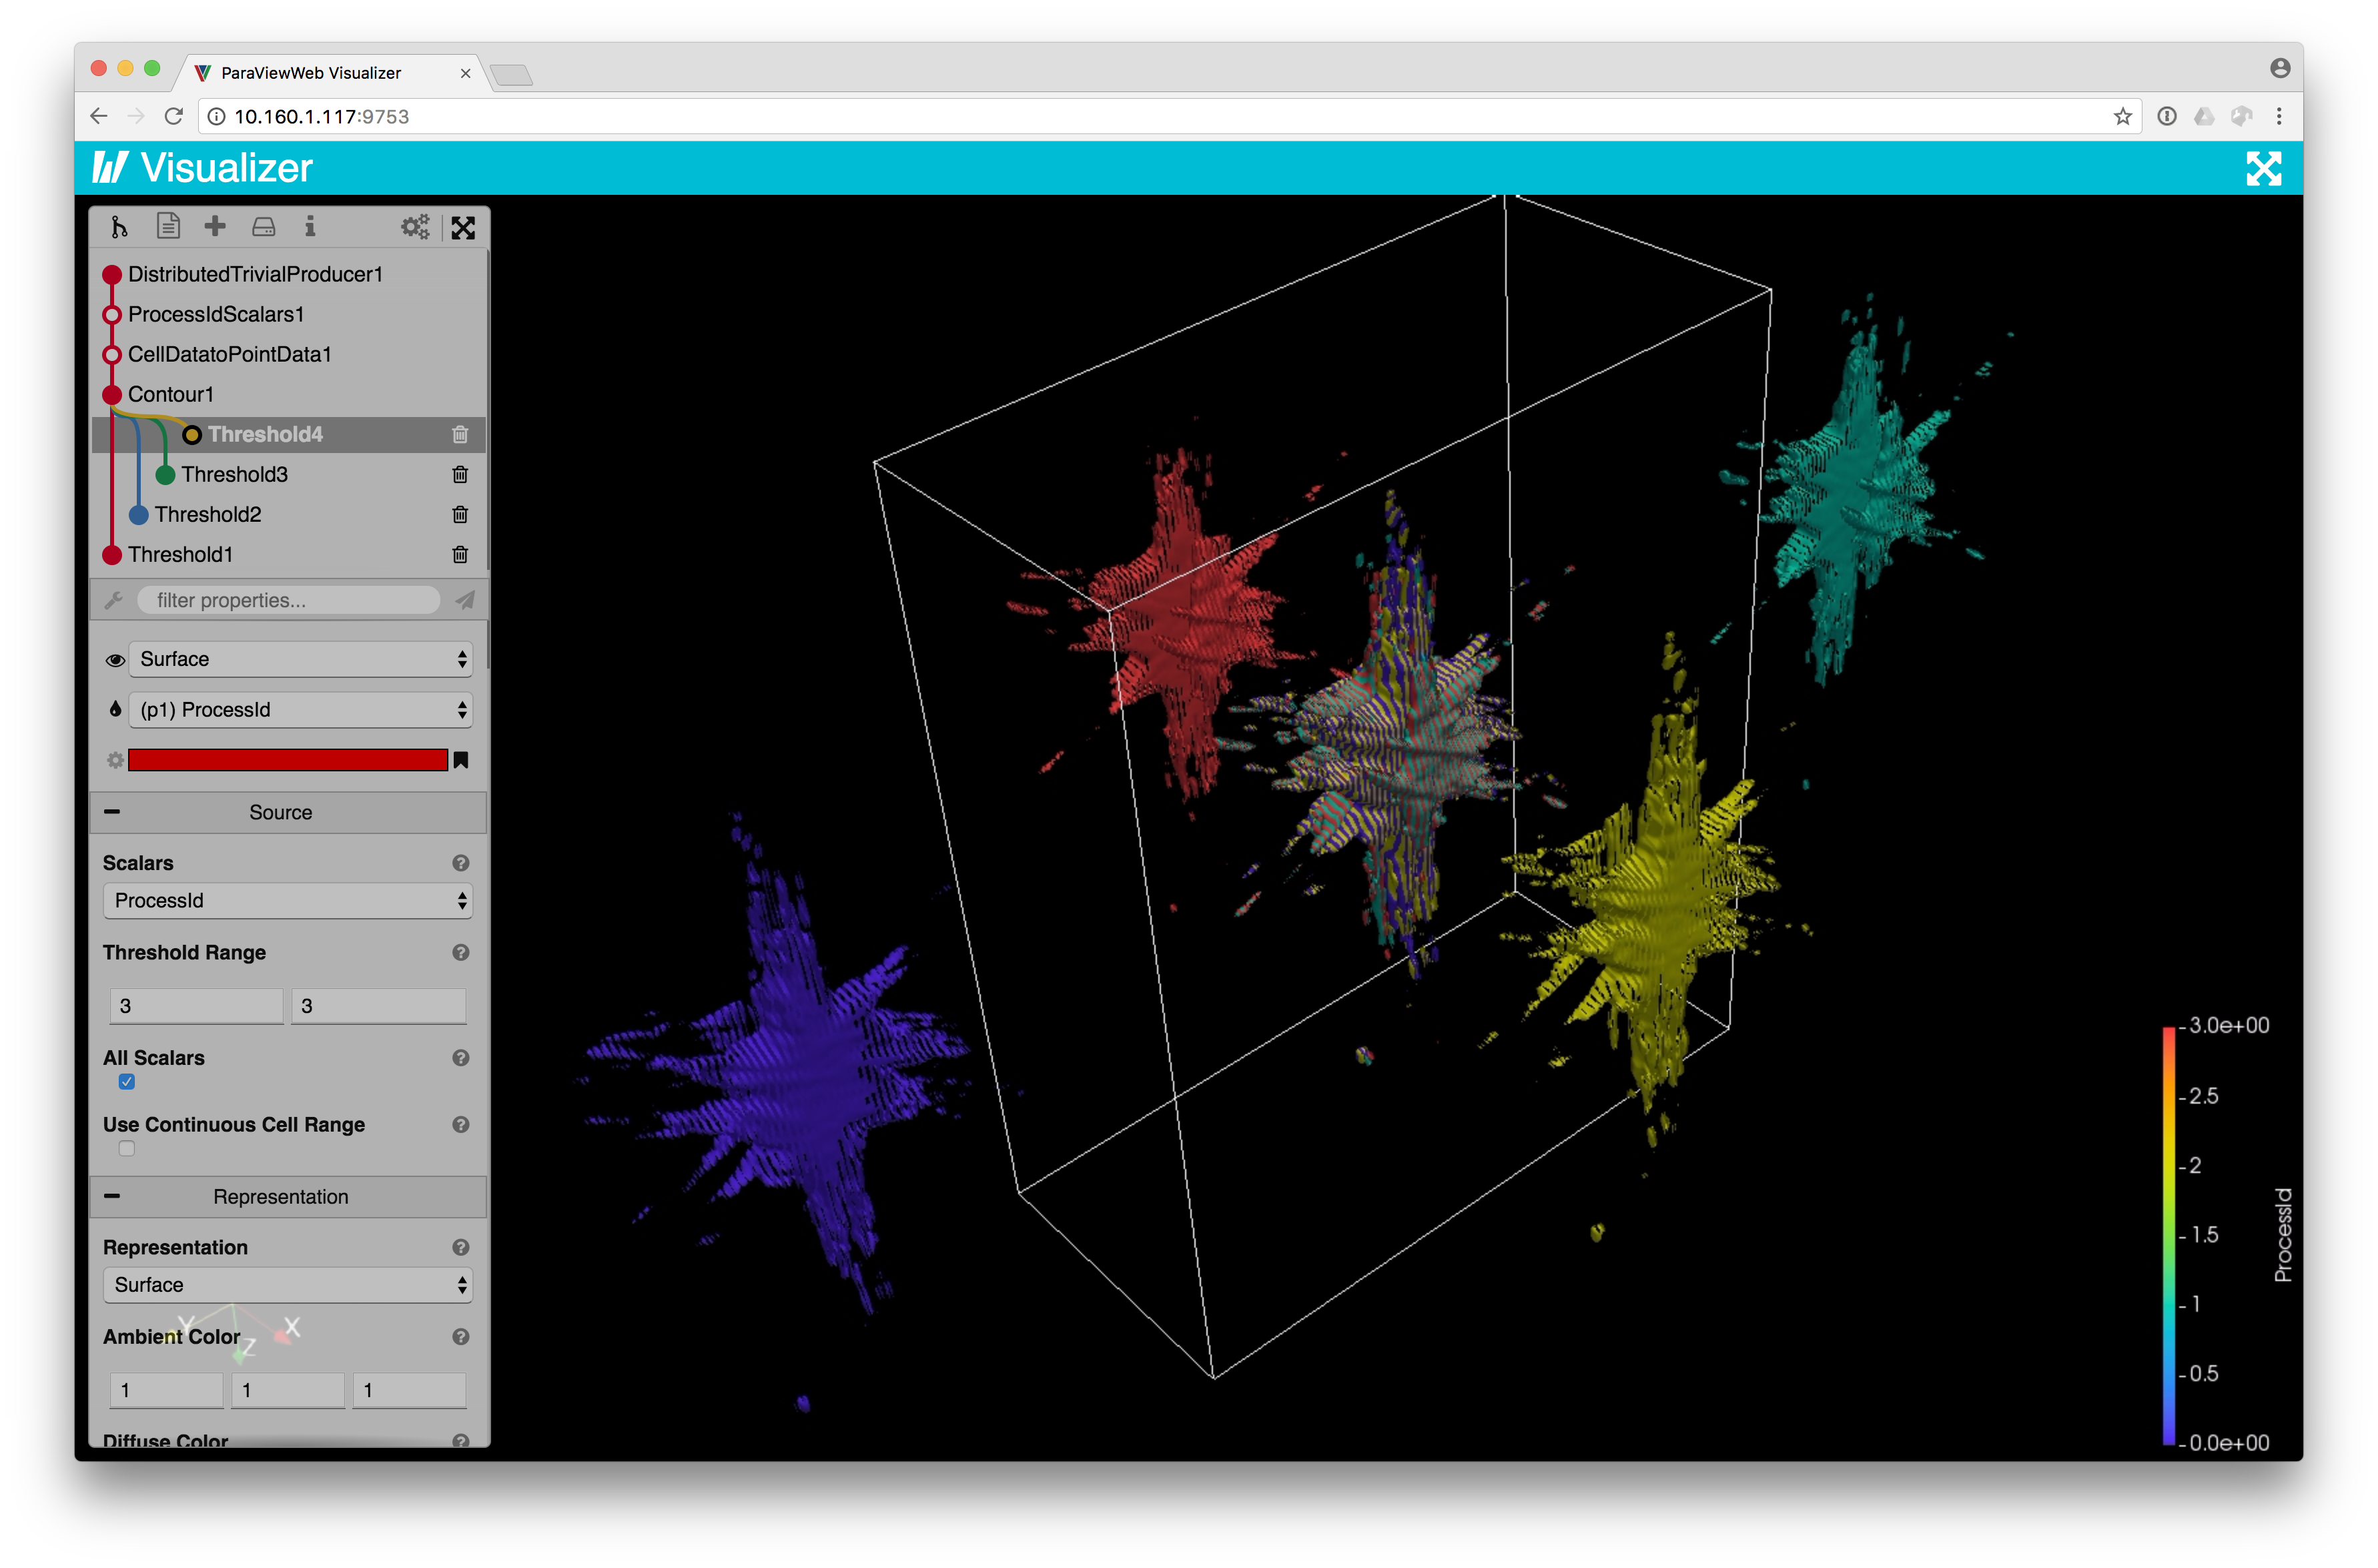 ParaViewWeb Visualizer
10.160.1.117:9753
Visualizer
DistributedTrivialProducer1
ProcessIdScalars1
CellDatatoPointData1
Contour1
Threshold4
Threshold3
Threshold2
Threshold1
filter properties...
Surface
(p1) ProcessId
Source
Scalars
ProcessId
Threshold Range
3 3
All Scalars
Use Continuous Cell Range
Representation
Representation
Surface
Y X
Ambient Color
Z
1 1 1
Diffuse Color
3.0e+00
2.5
2
1.5
1
0.5
0.0e+00
ProcessId